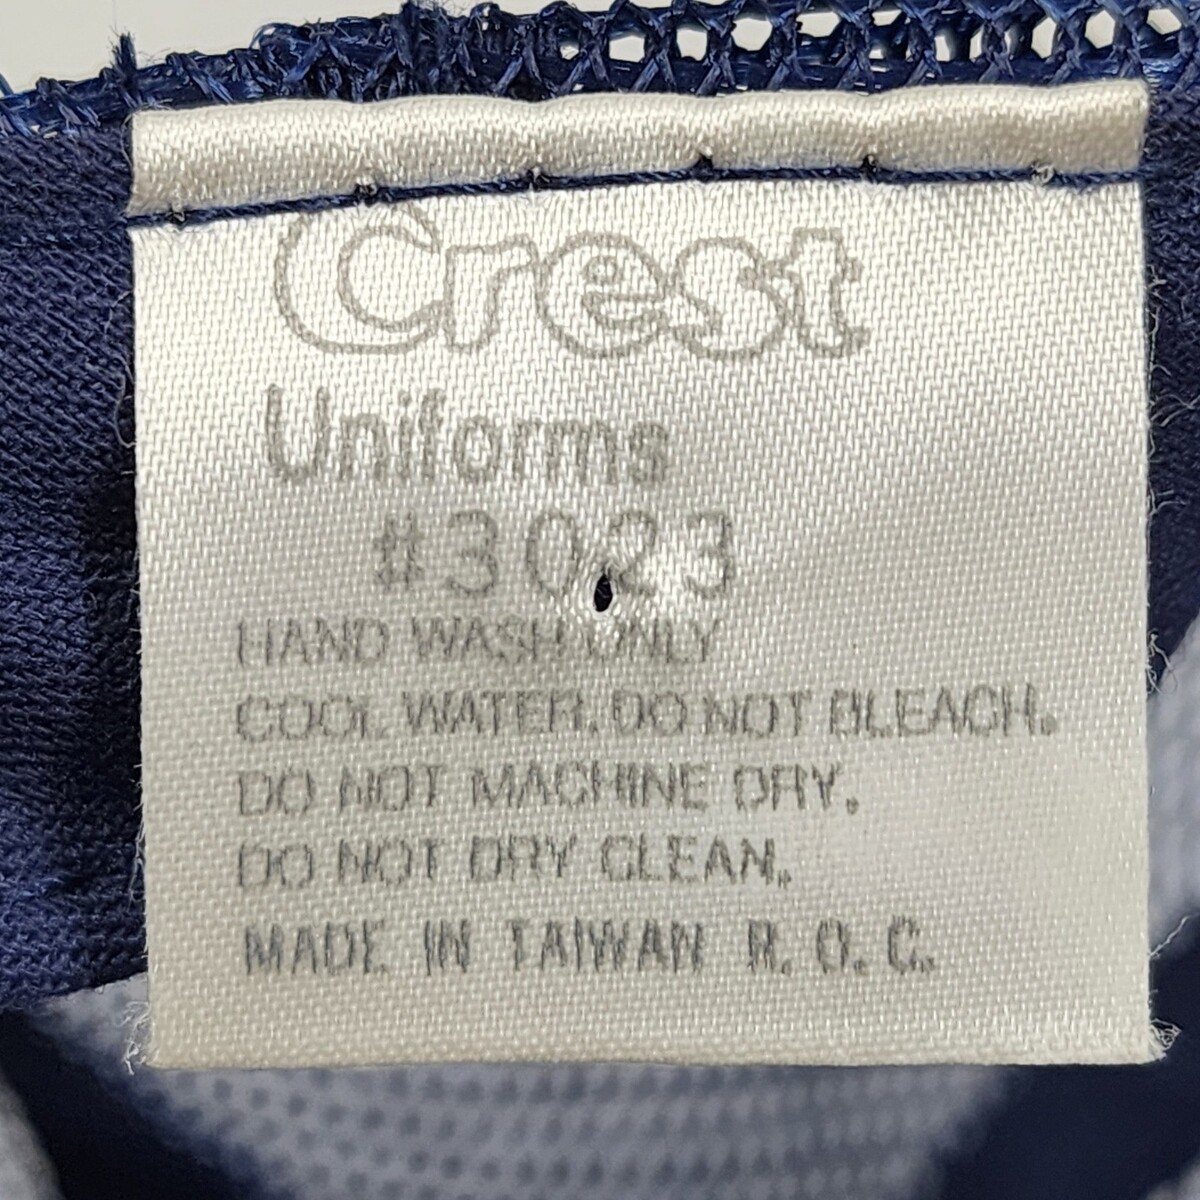 Crest
Uniforms
#3023
HAND WASH ONLY
COOL WATER. DO NOT BLEACH.
DO NOT MACHINE DRY.
DO NOT DRY CLEAN.
MADE IN TAIWAN R. O. C.